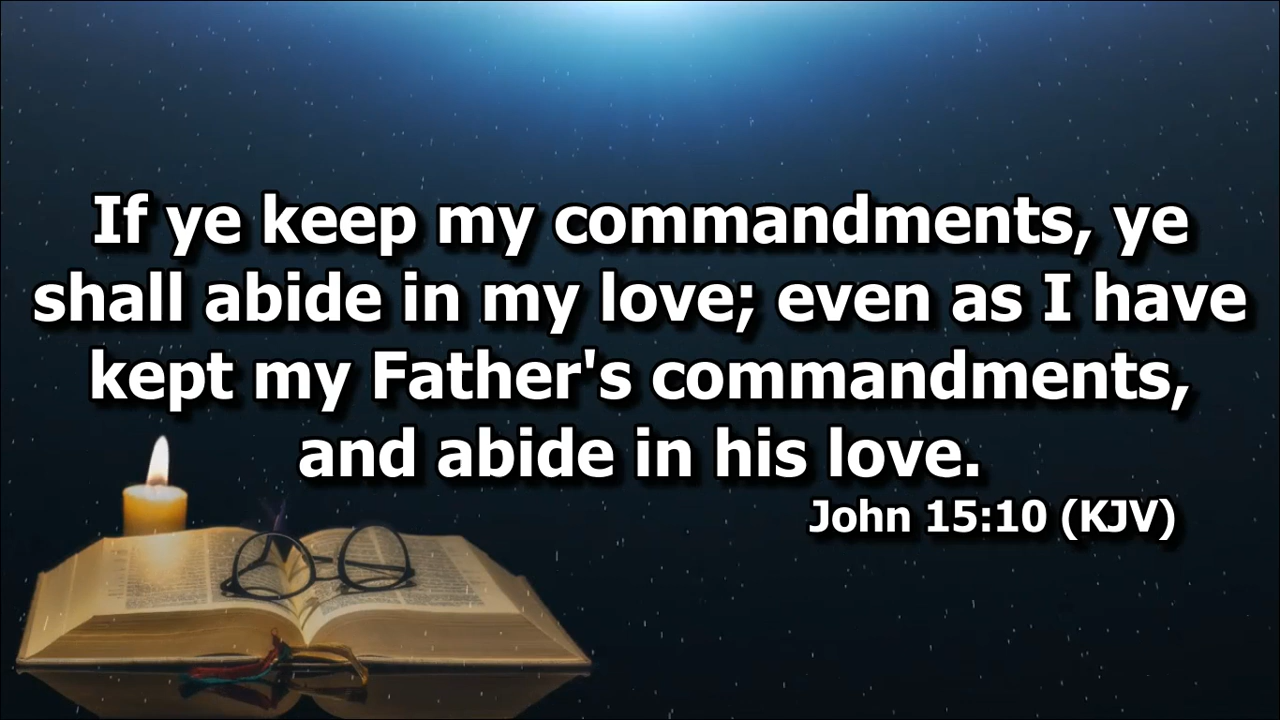 If ye keep my commandments, ye
shall abide in my love; even as I have
kept my Father's commandments,
and abide in his love.
John 15:10 (KJV)